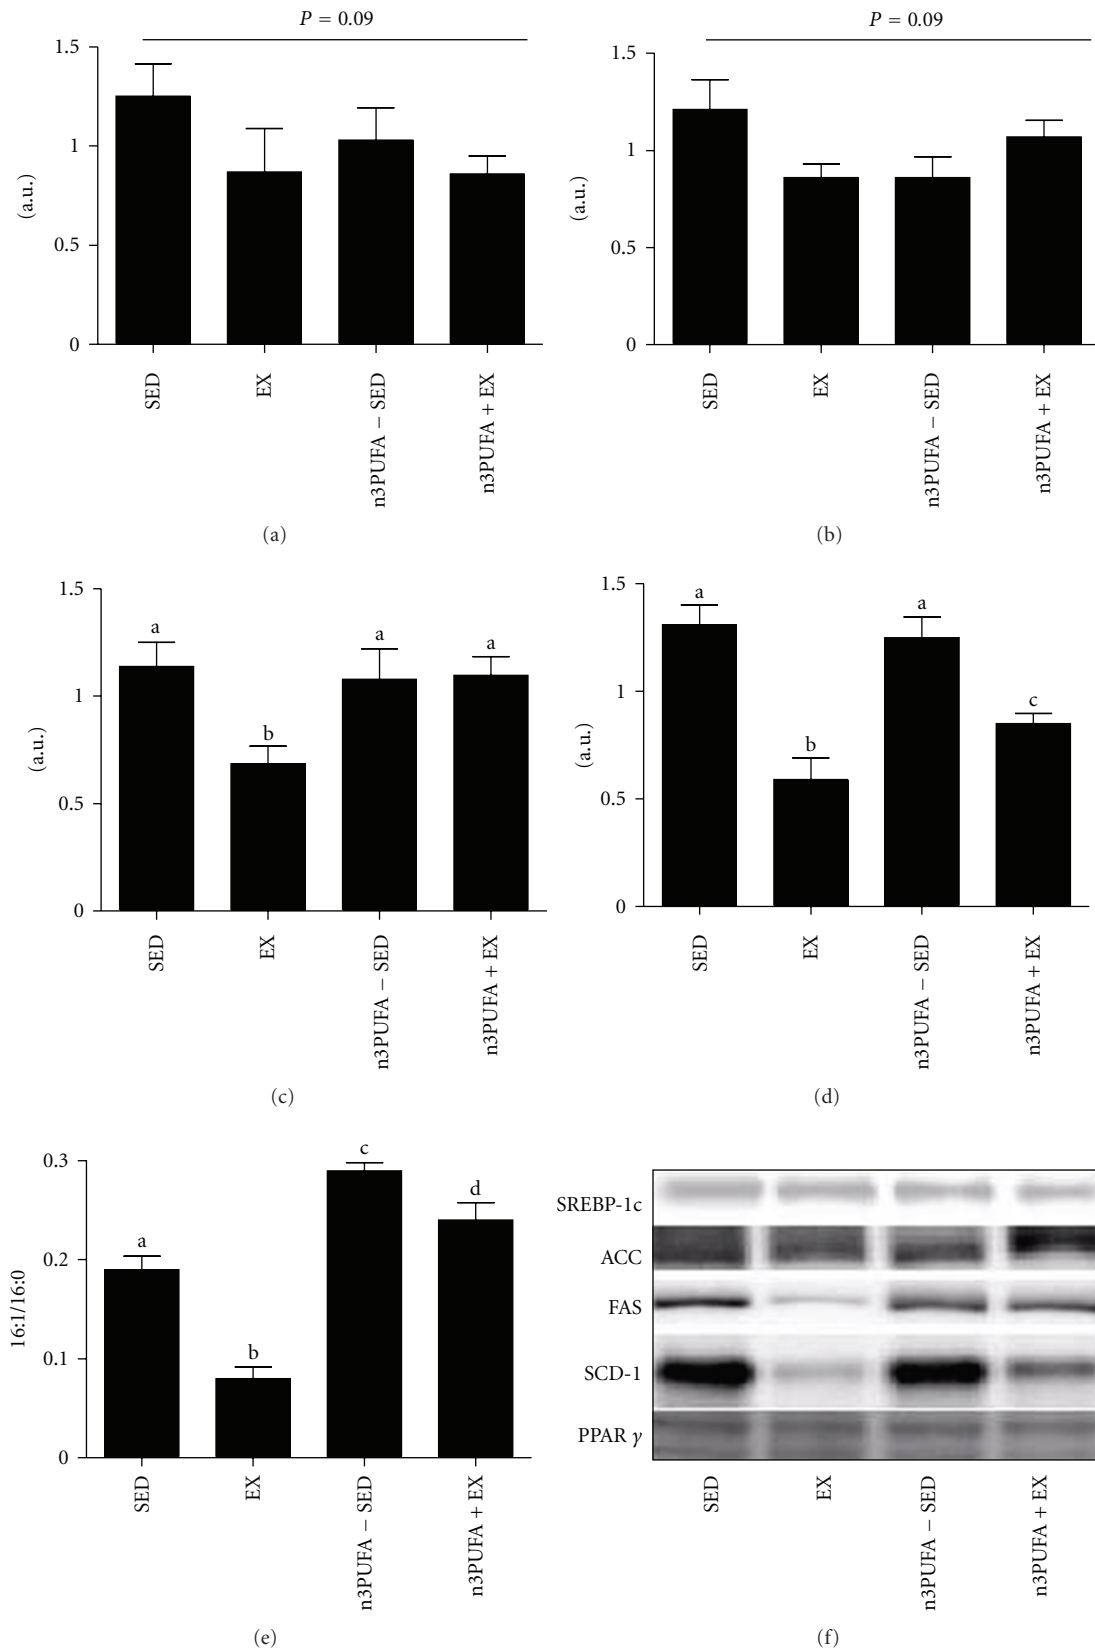 P = 0.09
1.5
1
0.5
0
(a.u.)
SED
EX
n3PUFA − SED
n3PUFA + EX
(a)
P = 0.09
1.5
1
0.5
0
(a.u.)
SED
EX
n3PUFA − SED
n3PUFA + EX
(b)
1.5
1
0.5
0
(a.u.)
a
b
a
a
SED
EX
n3PUFA − SED
n3PUFA + EX
(c)
1.5
1
0.5
0
(a.u.)
a
b
a
c
SED
EX
n3PUFA − SED
n3PUFA + EX
(d)
0.3
0.2
0.1
0
16:1/16:0
a
b
c
d
SED
EX
n3PUFA − SED
n3PUFA + EX
(e)
SREBP-1c
ACC
FAS
SCD-1
PPAR γ
SED
EX
n3PUFA − SED
n3PUFA + EX
(f)